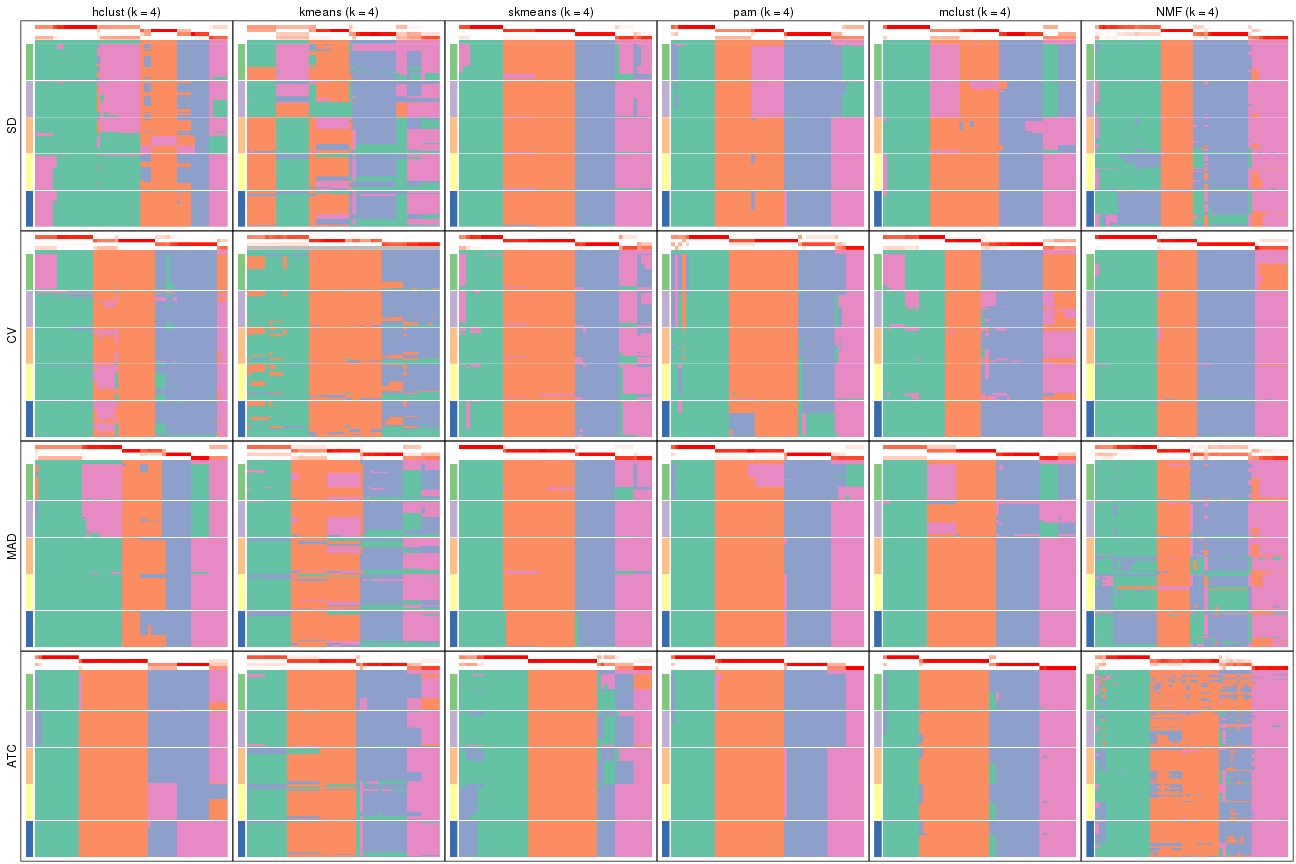 hclust (k = 4) kmeans (k = 4) skmeans (k = 4) pam (k = 4) mclust (k = 4) NMF (k = 4)
SD
CV
MAD
ATC